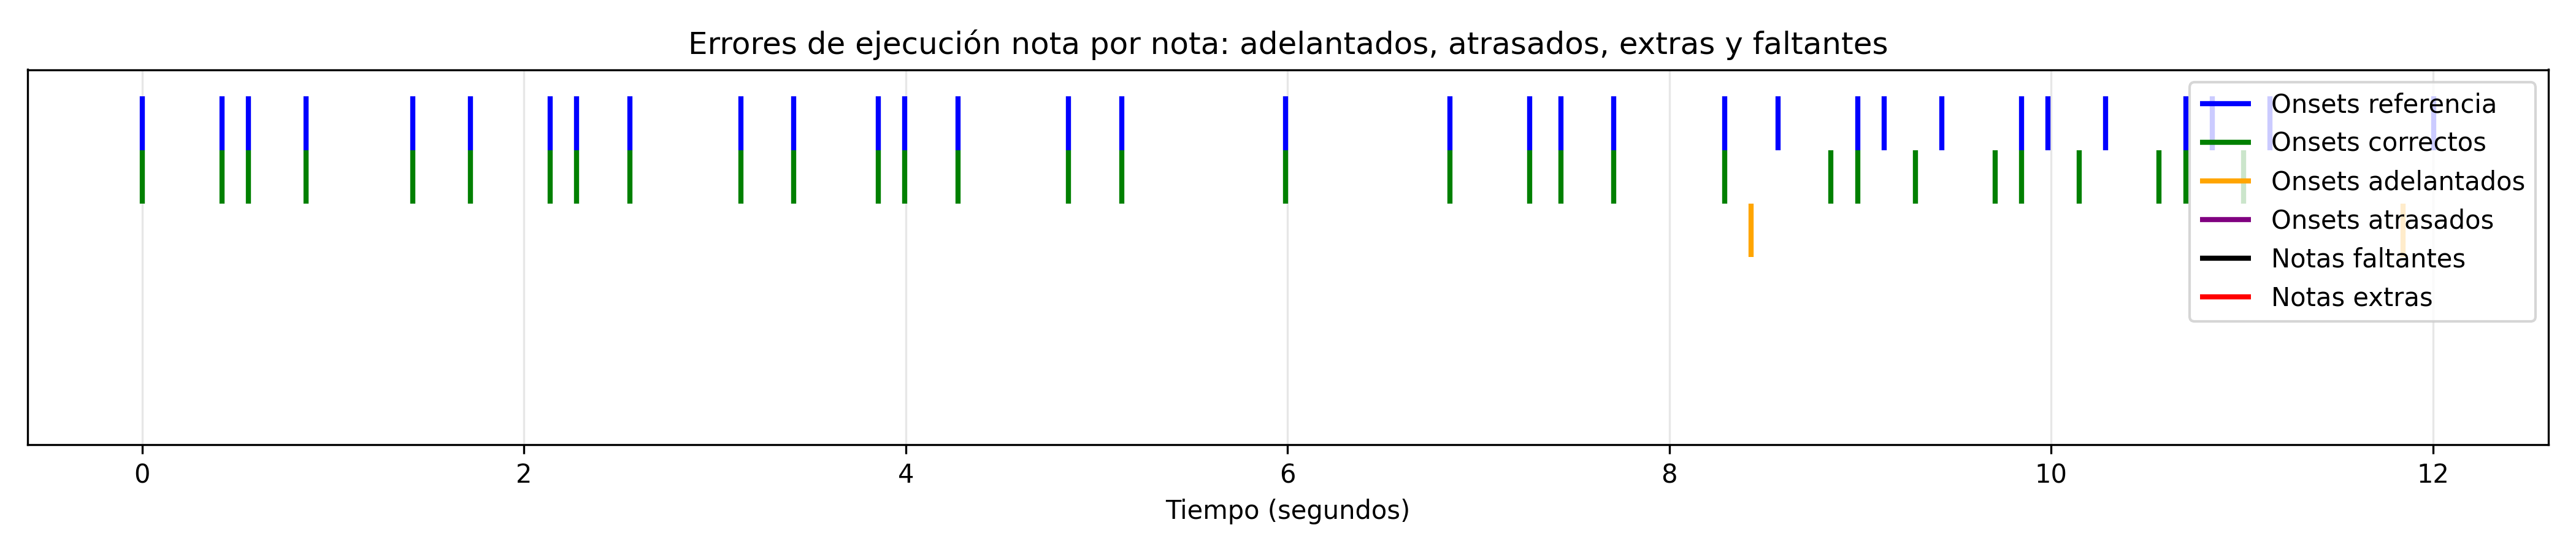 Errores de ejecución nota por nota: adelantados, atrasados, extras y faltantes
Onsets referencia
Onsets correctos
Onsets adelantados
Onsets atrasados
Notas faltantes
Notas extras
0 2 4 6 8 10 12
Tiempo (segundos)